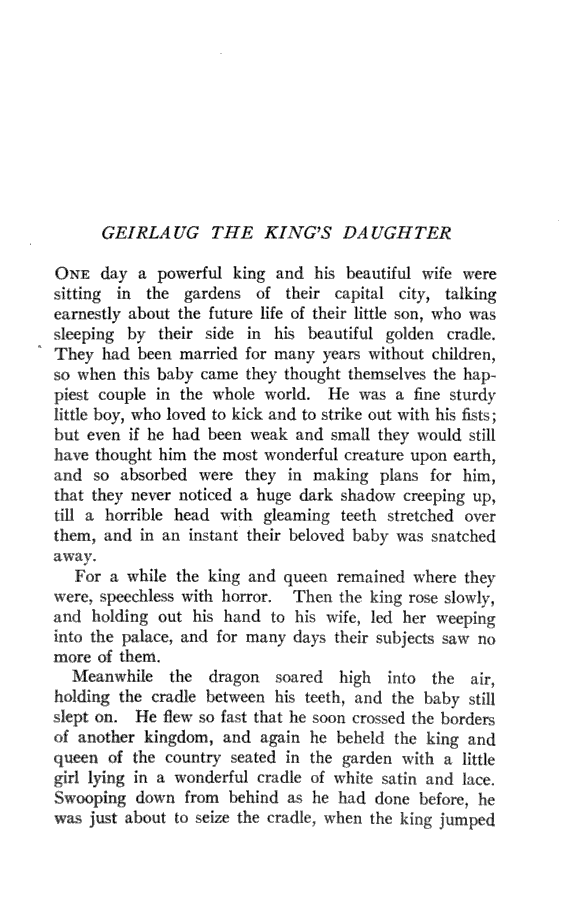 GEIRLAUG THE KING'S DAUGHTER
ONE day a powerful king and his beautiful wife were
sitting in the gardens of their capital city, talking
earnestly about the future life of their little son, who was
sleeping by their side in his beautiful golden cradle.
They had been married for many years without children,
so when this baby came they thought themselves the hap-
piest couple in the whole world. He was a fine sturdy
little boy, who loved to kick and to strike out with his fists;
but even if he had been weak and small they would still
have thought him the most wonderful creature upon earth,
and so absorbed were they in making plans for him,
that they never noticed a huge dark shadow creeping up,
till a horrible head with gleaming teeth stretched over
them, and in an instant their beloved baby was snatched
away.
For a while the king and queen remained where they
were, speechless with horror. Then the king rose slowly,
and holding out his hand to his wife, led her weeping
into the palace, and for many days their subjects saw no
more of them.
Meanwhile the dragon soared high into the air,
holding the cradle between his teeth, and the baby still
slept on. He flew so fast that he soon crossed the borders
of another kingdom, and again he beheld the king and
queen of the country seated in the garden with a little
girl lying in a wonderful cradle of white satin and lace.
Swooping down from behind as he had done before, he
was just about to seize the cradle, when the king jumped